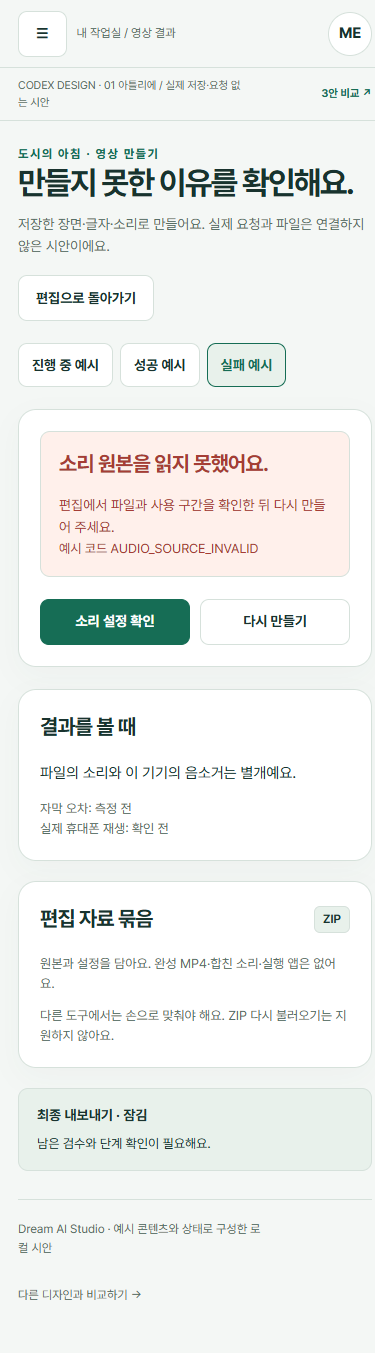 ☰ 내 작업실 / 영상 결과 ME
CODEX DESIGN · 01 아틀리에 / 실제 저장·요청 없
는 시안
3안 비교 ↗
도시의 아침 · 영상 만들기
만들지 못한 이유를 확인해요.
저장한 장면·글자·소리로 만들어요. 실제 요청과 파일은 연결하지
않은 시안이에요.
편집으로 돌아가기
진행 중 예시 성공 예시 실패 예시
소리 원본을 읽지 못했어요.
편집에서 파일과 사용 구간을 확인한 뒤 다시 만들
어 주세요.
예시 코드 AUDIO_SOURCE_INVALID
소리 설정 확인 다시 만들기
결과를 볼 때
파일의 소리와 이 기기의 음소거는 별개예요.
자막 오차: 측정 전
실제 휴대폰 재생: 확인 전
편집 자료 묶음 ZIP
원본과 설정을 담아요. 완성 MP4·합친 소리·실행 앱은 없어
요.
다른 도구에서는 손으로 맞춰야 해요. ZIP 다시 불러오기는 지
원하지 않아요.
최종 내보내기 · 잠김
남은 검수와 단계 확인이 필요해요.
Dream AI Studio · 예시 콘텐츠와 상태로 구성한 로
컬 시안
다른 디자인과 비교하기 →